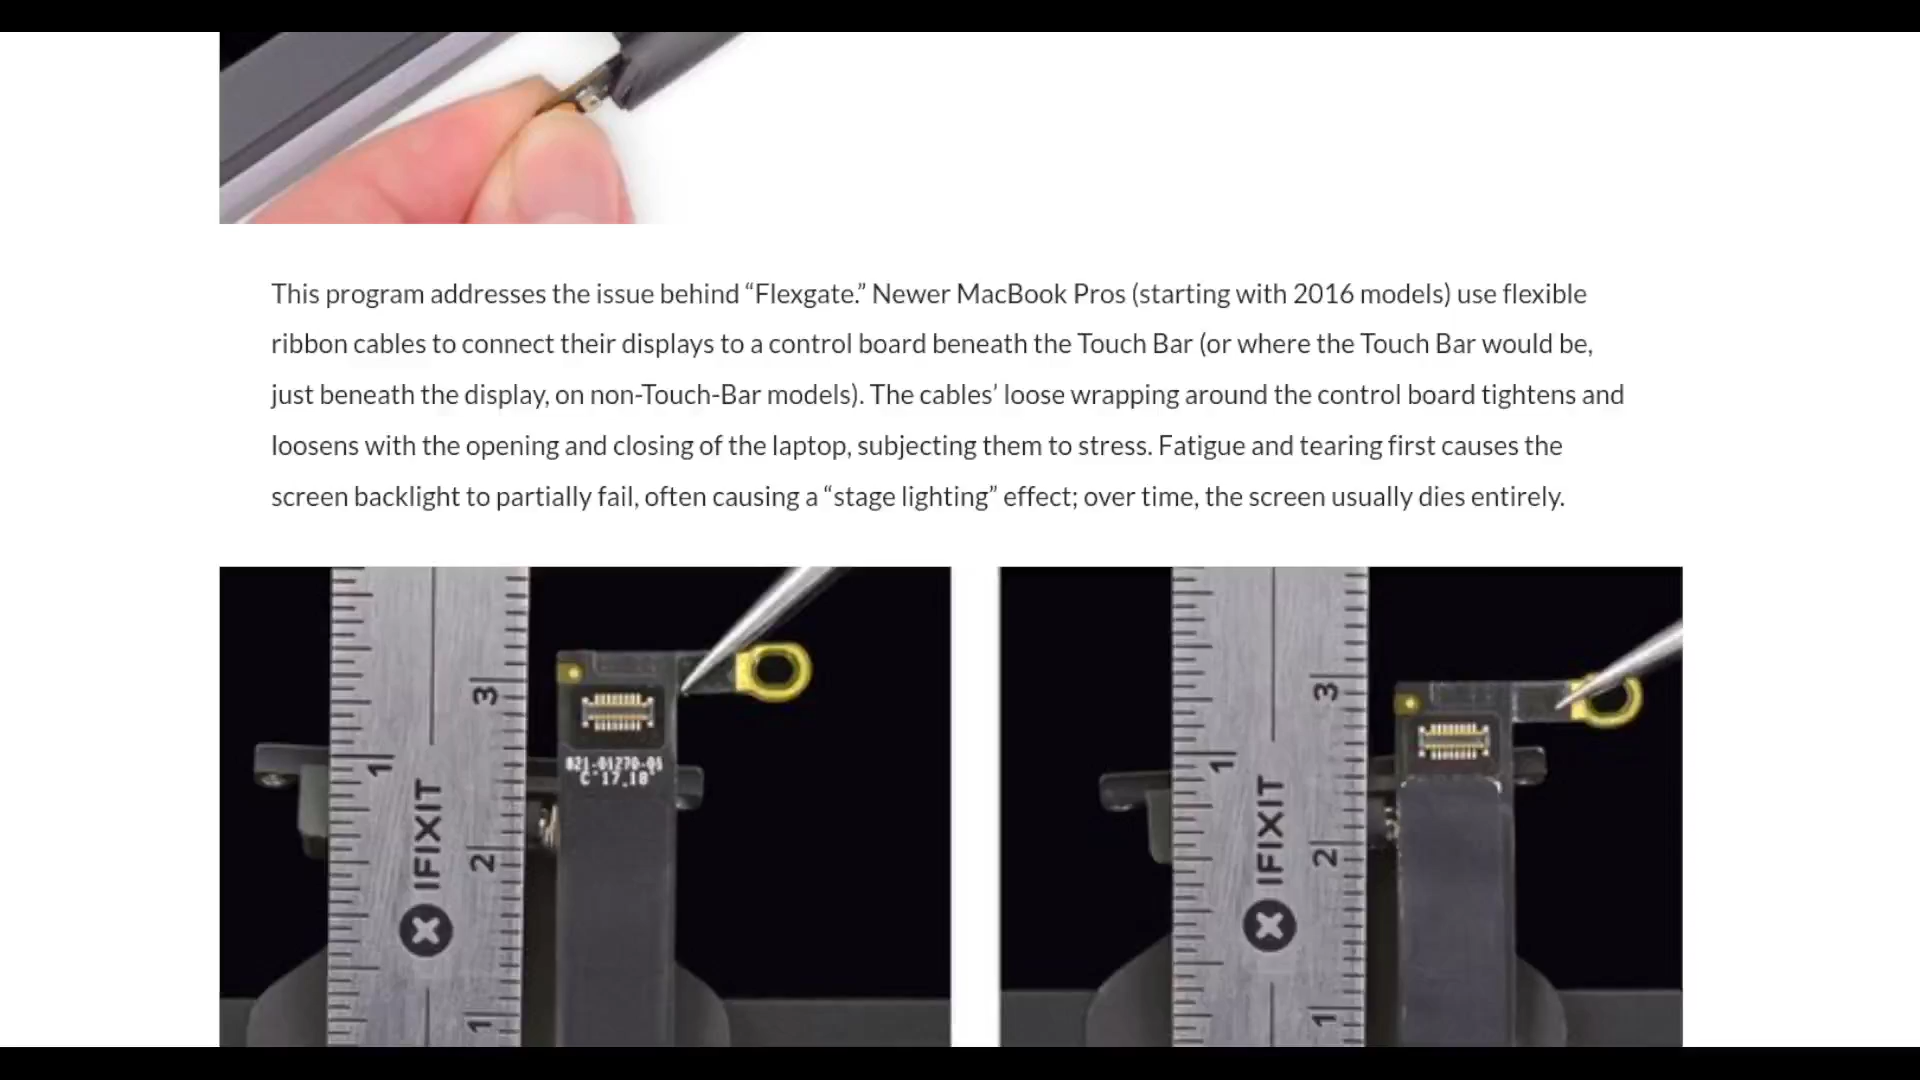 This program addresses the issue behind “Flexgate.” Newer MacBook Pros (starting with 2016 models) use flexible
ribbon cables to connect their displays to a control board beneath the Touch Bar (or where the Touch Bar would be,
just beneath the display, on non-Touch-Bar models). The cables’ loose wrapping around the control board tightens and
loosens with the opening and closing of the laptop, subjecting them to stress. Fatigue and tearing first causes the
screen backlight to partially fail, often causing a “stage lighting” effect; over time, the screen usually dies entirely.
3
1
2
1
IFIXIT
821-01270-05
C 17.18
3
1
2
1
IFIXIT